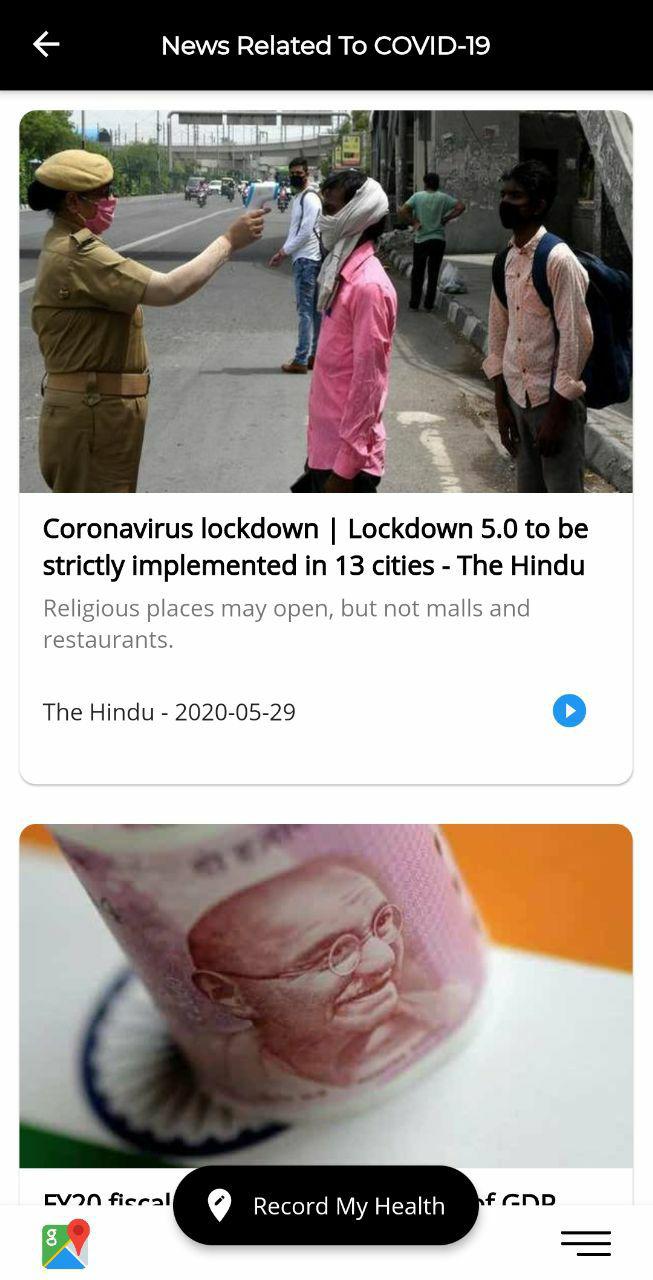 News Related To COVID-19
Coronavirus lockdown | Lockdown 5.0 to be
strictly implemented in 13 cities - The Hindu
Religious places may open, but not malls and
restaurants.
The Hindu - 2020-05-29
FY20 fiscal of GDP
Record My Health
g